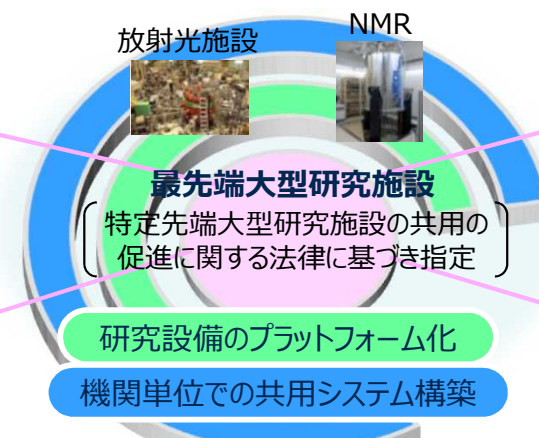 放射光施設
NMR
最先端大型研究施設
特定先端大型研究施設の共用の
促進に関する法律に基づき指定
研究設備のプラットフォーム化
機関単位での共用システム構築